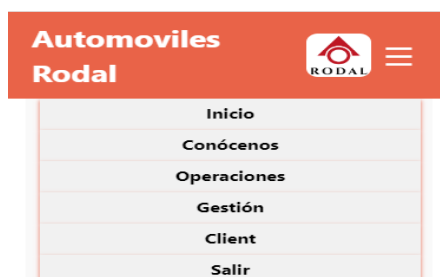 Automoviles
Rodal
RODAL
Inicio
Conócenos
Operaciones
Gestión
Client
Salir